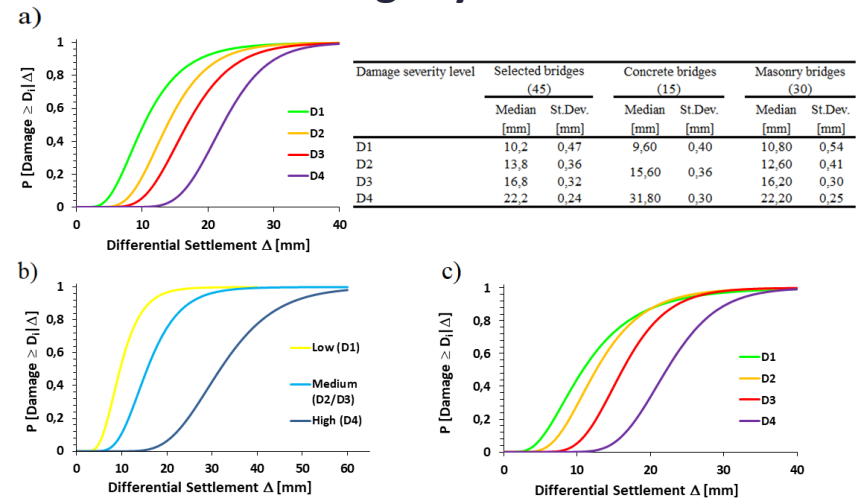 a)
P [Damage ≥ Di|Δ]
1
0,8
0,6
0,4
0,2
0
0 10 20 30 40
Differential Settlement Δ [mm]
D1
D2
D3
D4
Damage severity level Selected bridges (45) Concrete bridges (15) Masonry bridges (30)
Median [mm] St.Dev. [mm] Median [mm] St.Dev. [mm] Median [mm] St.Dev. [mm]
D1 10,2 0,47 9,60 0,40 10,80 0,54
D2 13,8 0,36 15,60 0,36 12,60 0,41
D3 16,8 0,32 16,20 0,30
D4 22,2 0,24 31,80 0,30 22,20 0,25
b)
P [Damage ≥ Di|Δ]
1
0,8
0,6
0,4
0,2
0
0 10 20 30 40 50 60
Differential Settlement Δ [mm]
Low (D1)
Medium
(D2/D3)
High (D4)
c)
P [Damage ≥ Di|Δ]
1
0,8
0,6
0,4
0,2
0
0 10 20 30 40
Differential Settlement Δ [mm]
D1
D2
D3
D4